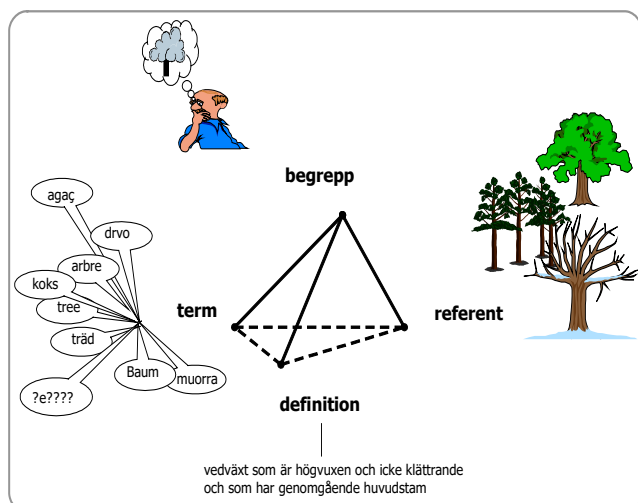 begrepp
agaç
drvo
arbre
koks
tree
term
referent
träd
Baum
muorra
?e????
definition
vedväxt som är högvuxen och icke klättrande
och som har genomgående huvudstam